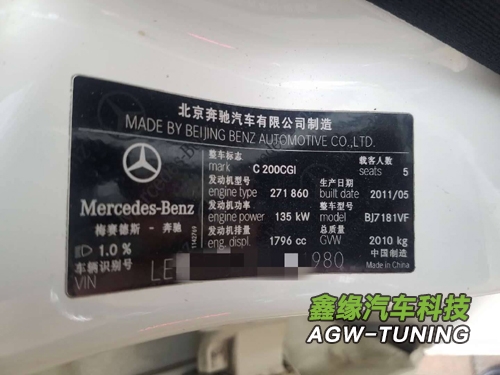 北京奔驰汽车有限公司制造
MADE BY BEIJING BENZ AUTOMOTIVE CO.,LTD.
整车标志 载客人数
mark C 200CGI seats 5
发动机型号 生产日期
engine type 271 860 built date 2011/05
发动机功率 整车型号
engine power 135 kW model BJ7181VF
发动机排量 总质量
eng. displ. 1796 cc GVW 2010 kg
Mercedes-Benz
梅赛德斯 - 奔驰
1.0 %
车辆识别号
VIN LE 980
中国制造
Made in China
鑫缘汽车科技
AGW-TUNING